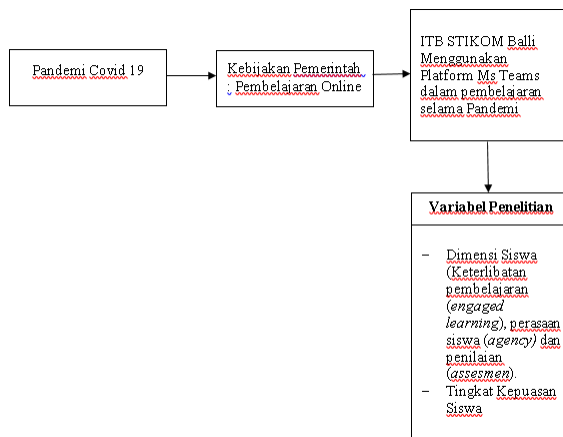 Pandemi Covid 19
Kebijakan Pemerintah
: Pembelajaran Online
ITB STIKOM Balli
Menggunakan
Platform Ms Teams
dalam pembelajaran
selama Pandemi
Variabel Penelitian
– Dimensi Siswa
(Keterlibatan
pembelajaran
(engaged
learning), perasaan
siswa (agency) dan
penilaian
(assesmen).
– Tingkat Kepuasan
Siswa